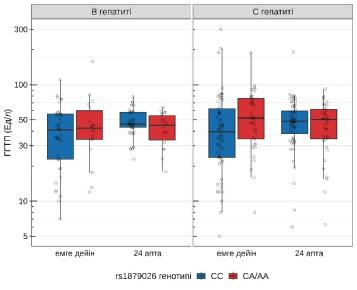 В гепатиті
С гепатиті
ГГТП (Ед/л)
300
100
50
30
10
5
емге дейін
24 апта
емге дейін
24 апта
rs1879026 генотипі
CC
CA/AA